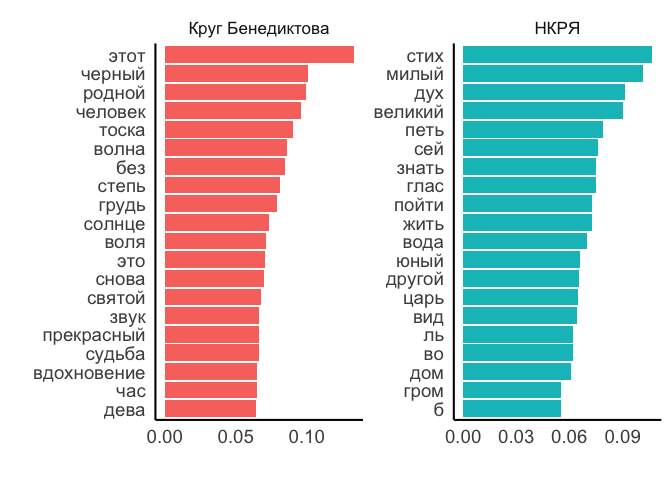 Круг Бенедиктова
этот
черный
родной
человек
тоска
волна
без
степь
грудь
солнце
воля
это
снова
святой
звук
прекрасный
судьба
вдохновение
час
дева
0.00 0.05 0.10
НКРЯ
стих
милый
дух
великий
петь
сей
знать
глас
пойти
жить
вода
юный
другой
царь
вид
ль
во
дом
гром
б
0.00 0.03 0.06 0.09